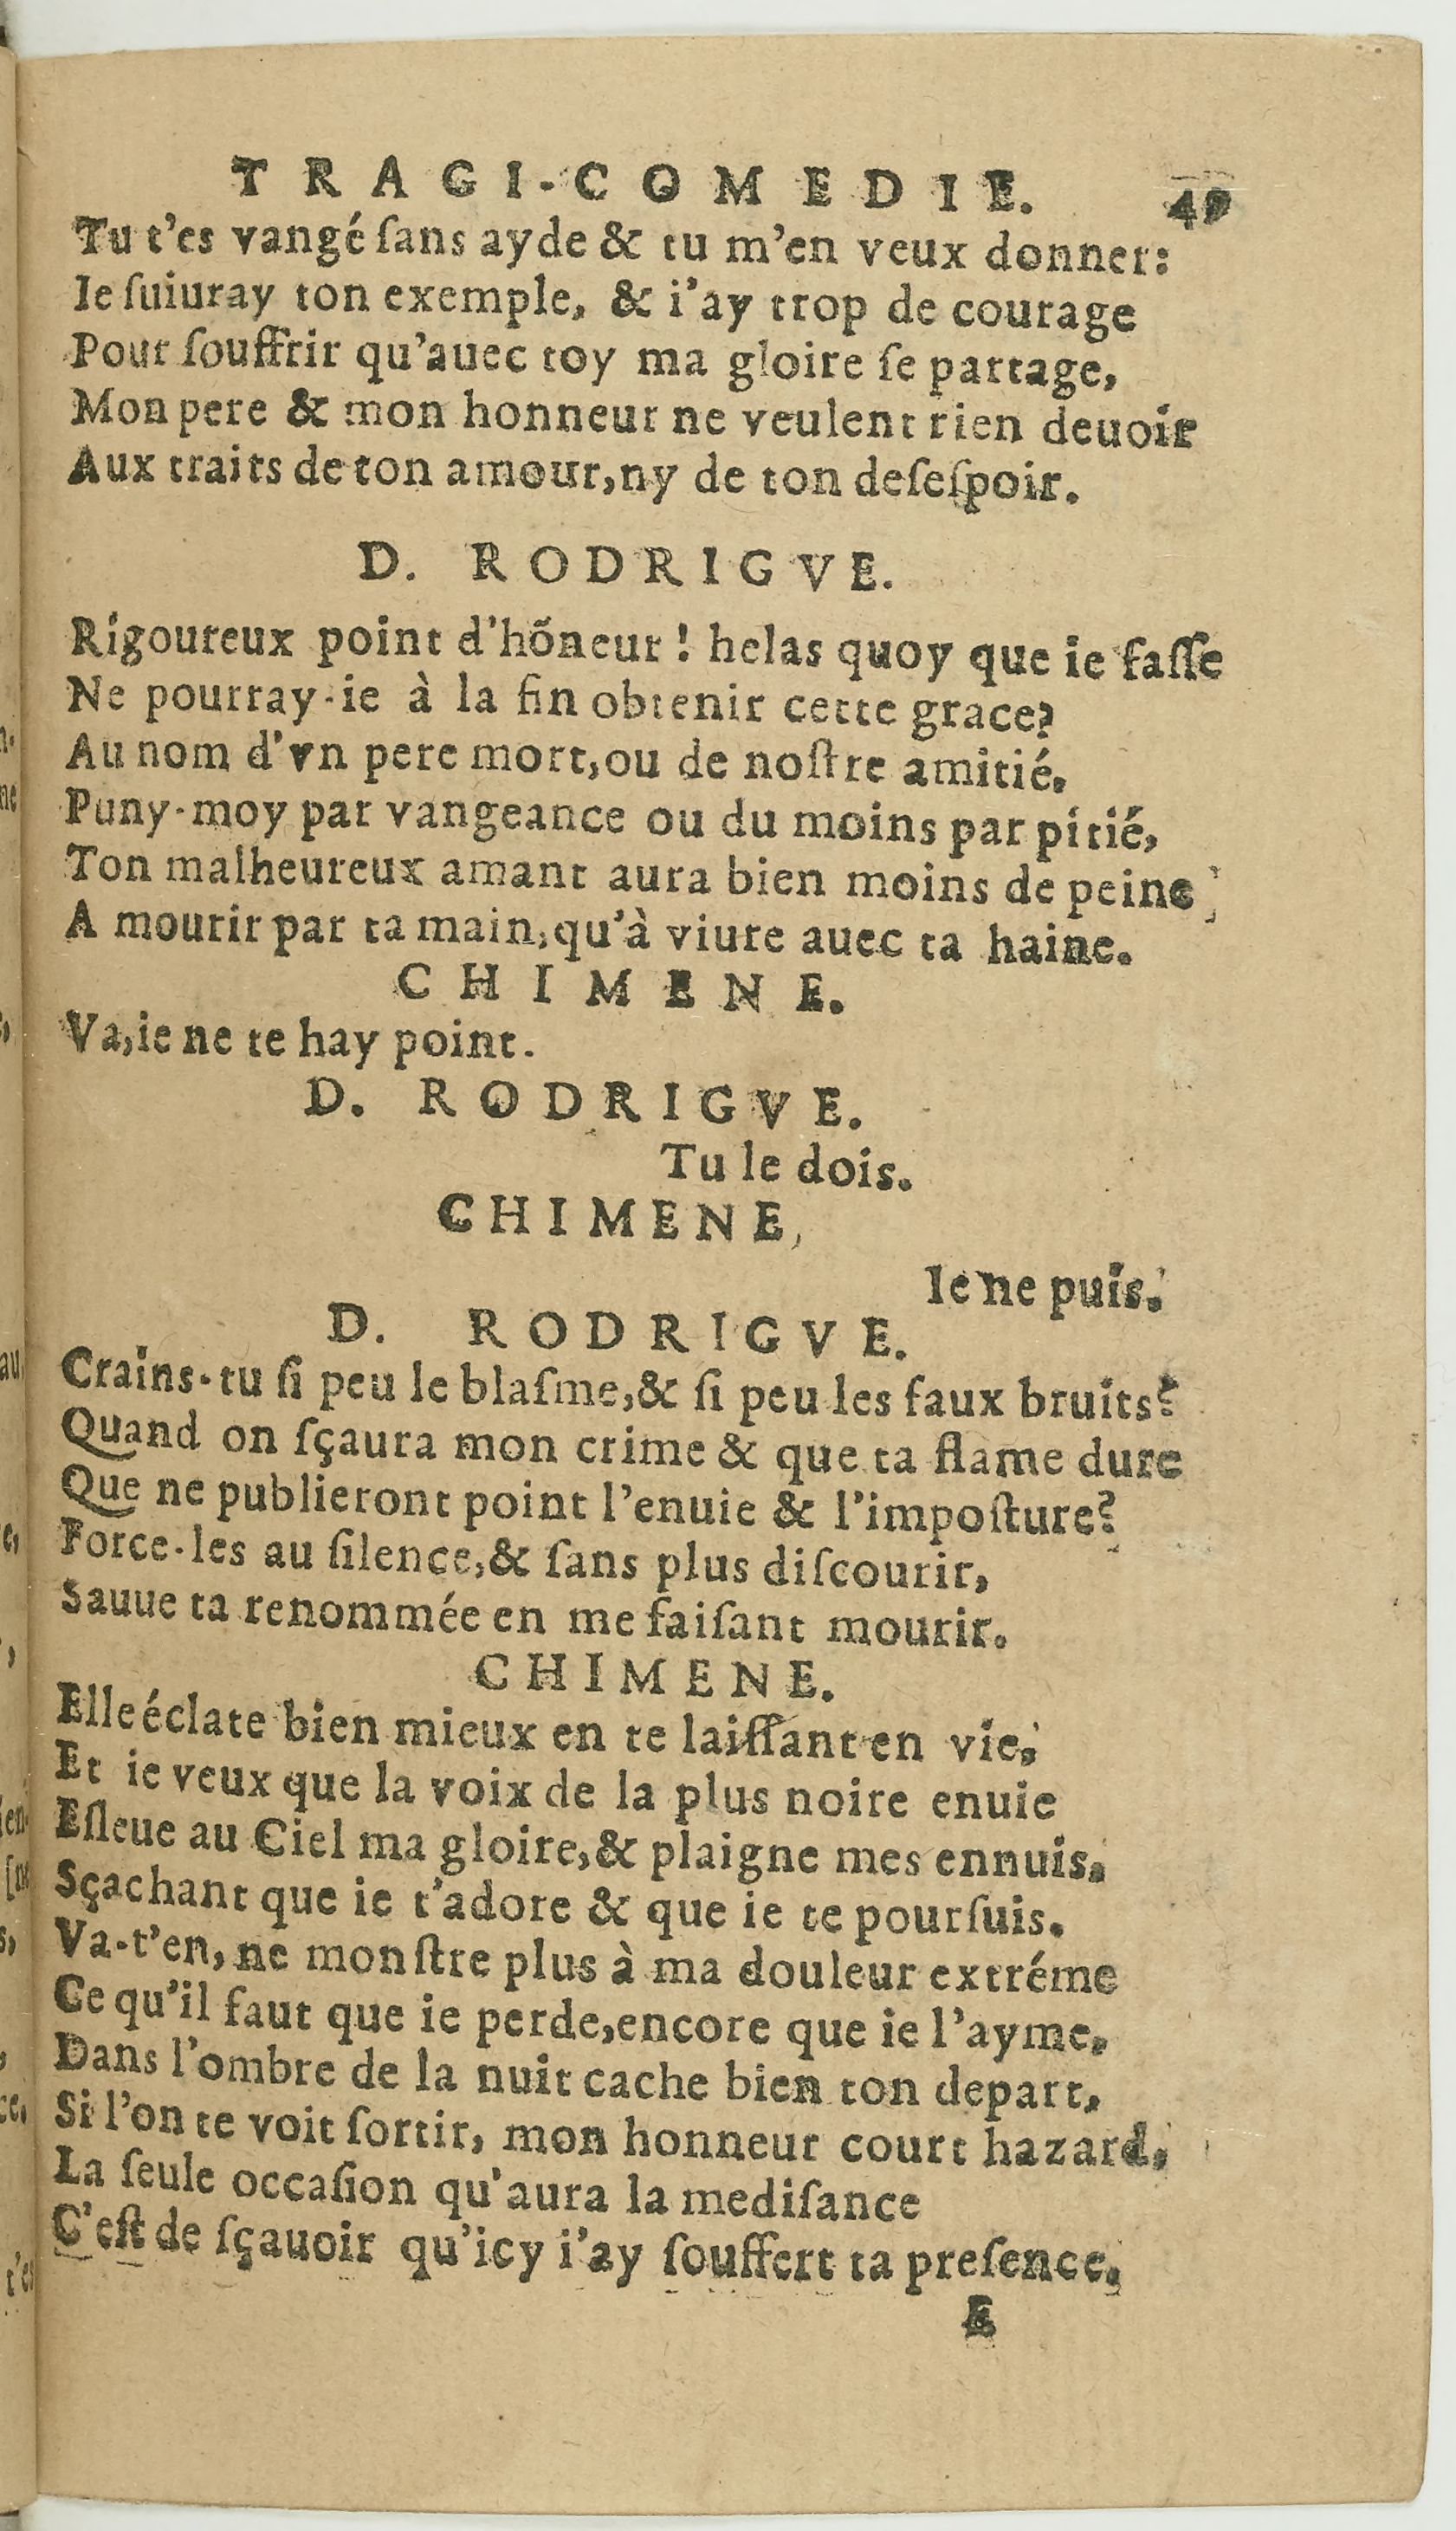 TRAGI-COMEDIE. 49
Tu t'es vangé ſans ayde & tu m'en veux donner:
Ie ſuiuray ton exemple, & i'ay trop de courage
Pour ſouffrir qu'auec toy ma gloire ſe partage,
Mon pere & mon honneur ne veulent rien deuoir
Aux traits de ton amour, ny de ton deſeſpoir.
D. RODRIGVE.
Rigoureux point d'hõneur ! helas quoy que ie faſſe
Ne pourray-ie à la fin obtenir cette grace?
Au nom d'vn pere mort, ou de noſtre amitié,
Puny-moy par vangeance ou du moins par pitié,
Ton malheureux amant aura bien moins de peine
A mourir par ta main, qu'à viure auec ta haine.
CHIMENE.
Va, ie ne te hay point.
D. RODRIGVE.
Tu le dois.
CHIMENE,
Ie ne puis.
D. RODRIGVE.
Crains-tu ſi peu le blaſme, & ſi peu les faux bruits?
Quand on ſçaura mon crime & que ta flame dure
Que ne publieront point l'enuie & l'impoſture?
Force-les au ſilence, & ſans plus diſcourir,
Sauue ta renommée en me faiſant mourir.
CHIMENE.
Elle éclate bien mieux en te laiſſant en vie,
Et ie veux que la voix de la plus noire enuie
Eſleue au Ciel ma gloire, & plaigne mes ennuis,
Sçachant que ie t'adore & que ie te pourſuis.
Va-t'en, ne monſtre plus à ma douleur extréme
Ce qu'il faut que ie perde, encore que ie l'ayme,
Dans l'ombre de la nuit cache bien ton depart,
Si l'on te voit ſortir, mon honneur court hazard,
La ſeule occaſion qu'aura la mediſance
C'eſt de ſçauoir qu'icy i'ay ſouffert ta preſence,
E